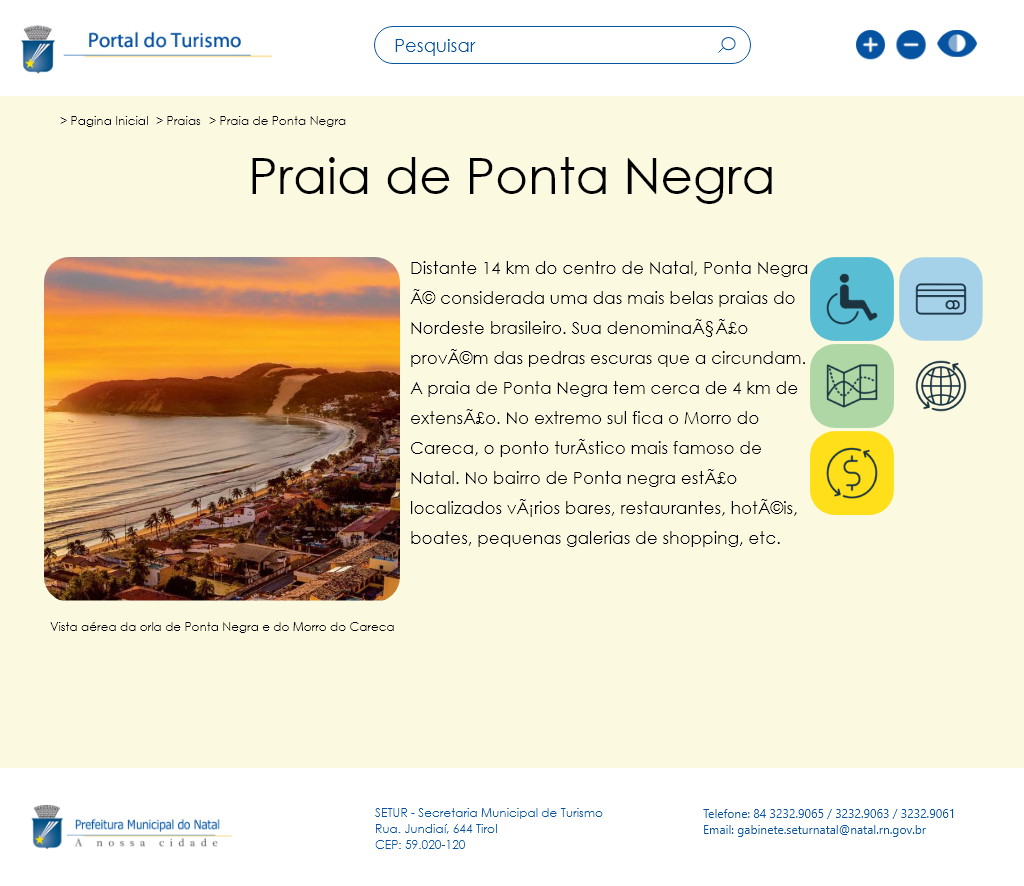 Portal do Turismo
Pesquisar
> Pagina Inicial > Praias > Praia de Ponta Negra
Praia de Ponta Negra
Distante 14 km do centro de Natal, Ponta Negra
Ã© considerada uma das mais belas praias do
Nordeste brasileiro. Sua denominaÃ§Ã£o
provÃ©m das pedras escuras que a circundam.
A praia de Ponta Negra tem cerca de 4 km de
extensÃ£o. No extremo sul fica o Morro do
Careca, o ponto turÃ­stico mais famoso de
Natal. No bairro de Ponta negra estÃ£o
localizados vÃ¡rios bares, restaurantes, hotÃ©is,
boates, pequenas galerias de shopping, etc.
Vista aérea da orla de Ponta Negra e do Morro do Careca
Prefeitura Municipal do Natal
A nossa cidade
SETUR - Secretaria Municipal de Turismo
Rua. Jundiaí, 644 Tirol
CEP: 59.020-120
Telefone: 84 3232.9065 / 3232.9063 / 3232.9061
Email: gabinete.seturnatal@natal.rn.gov.br